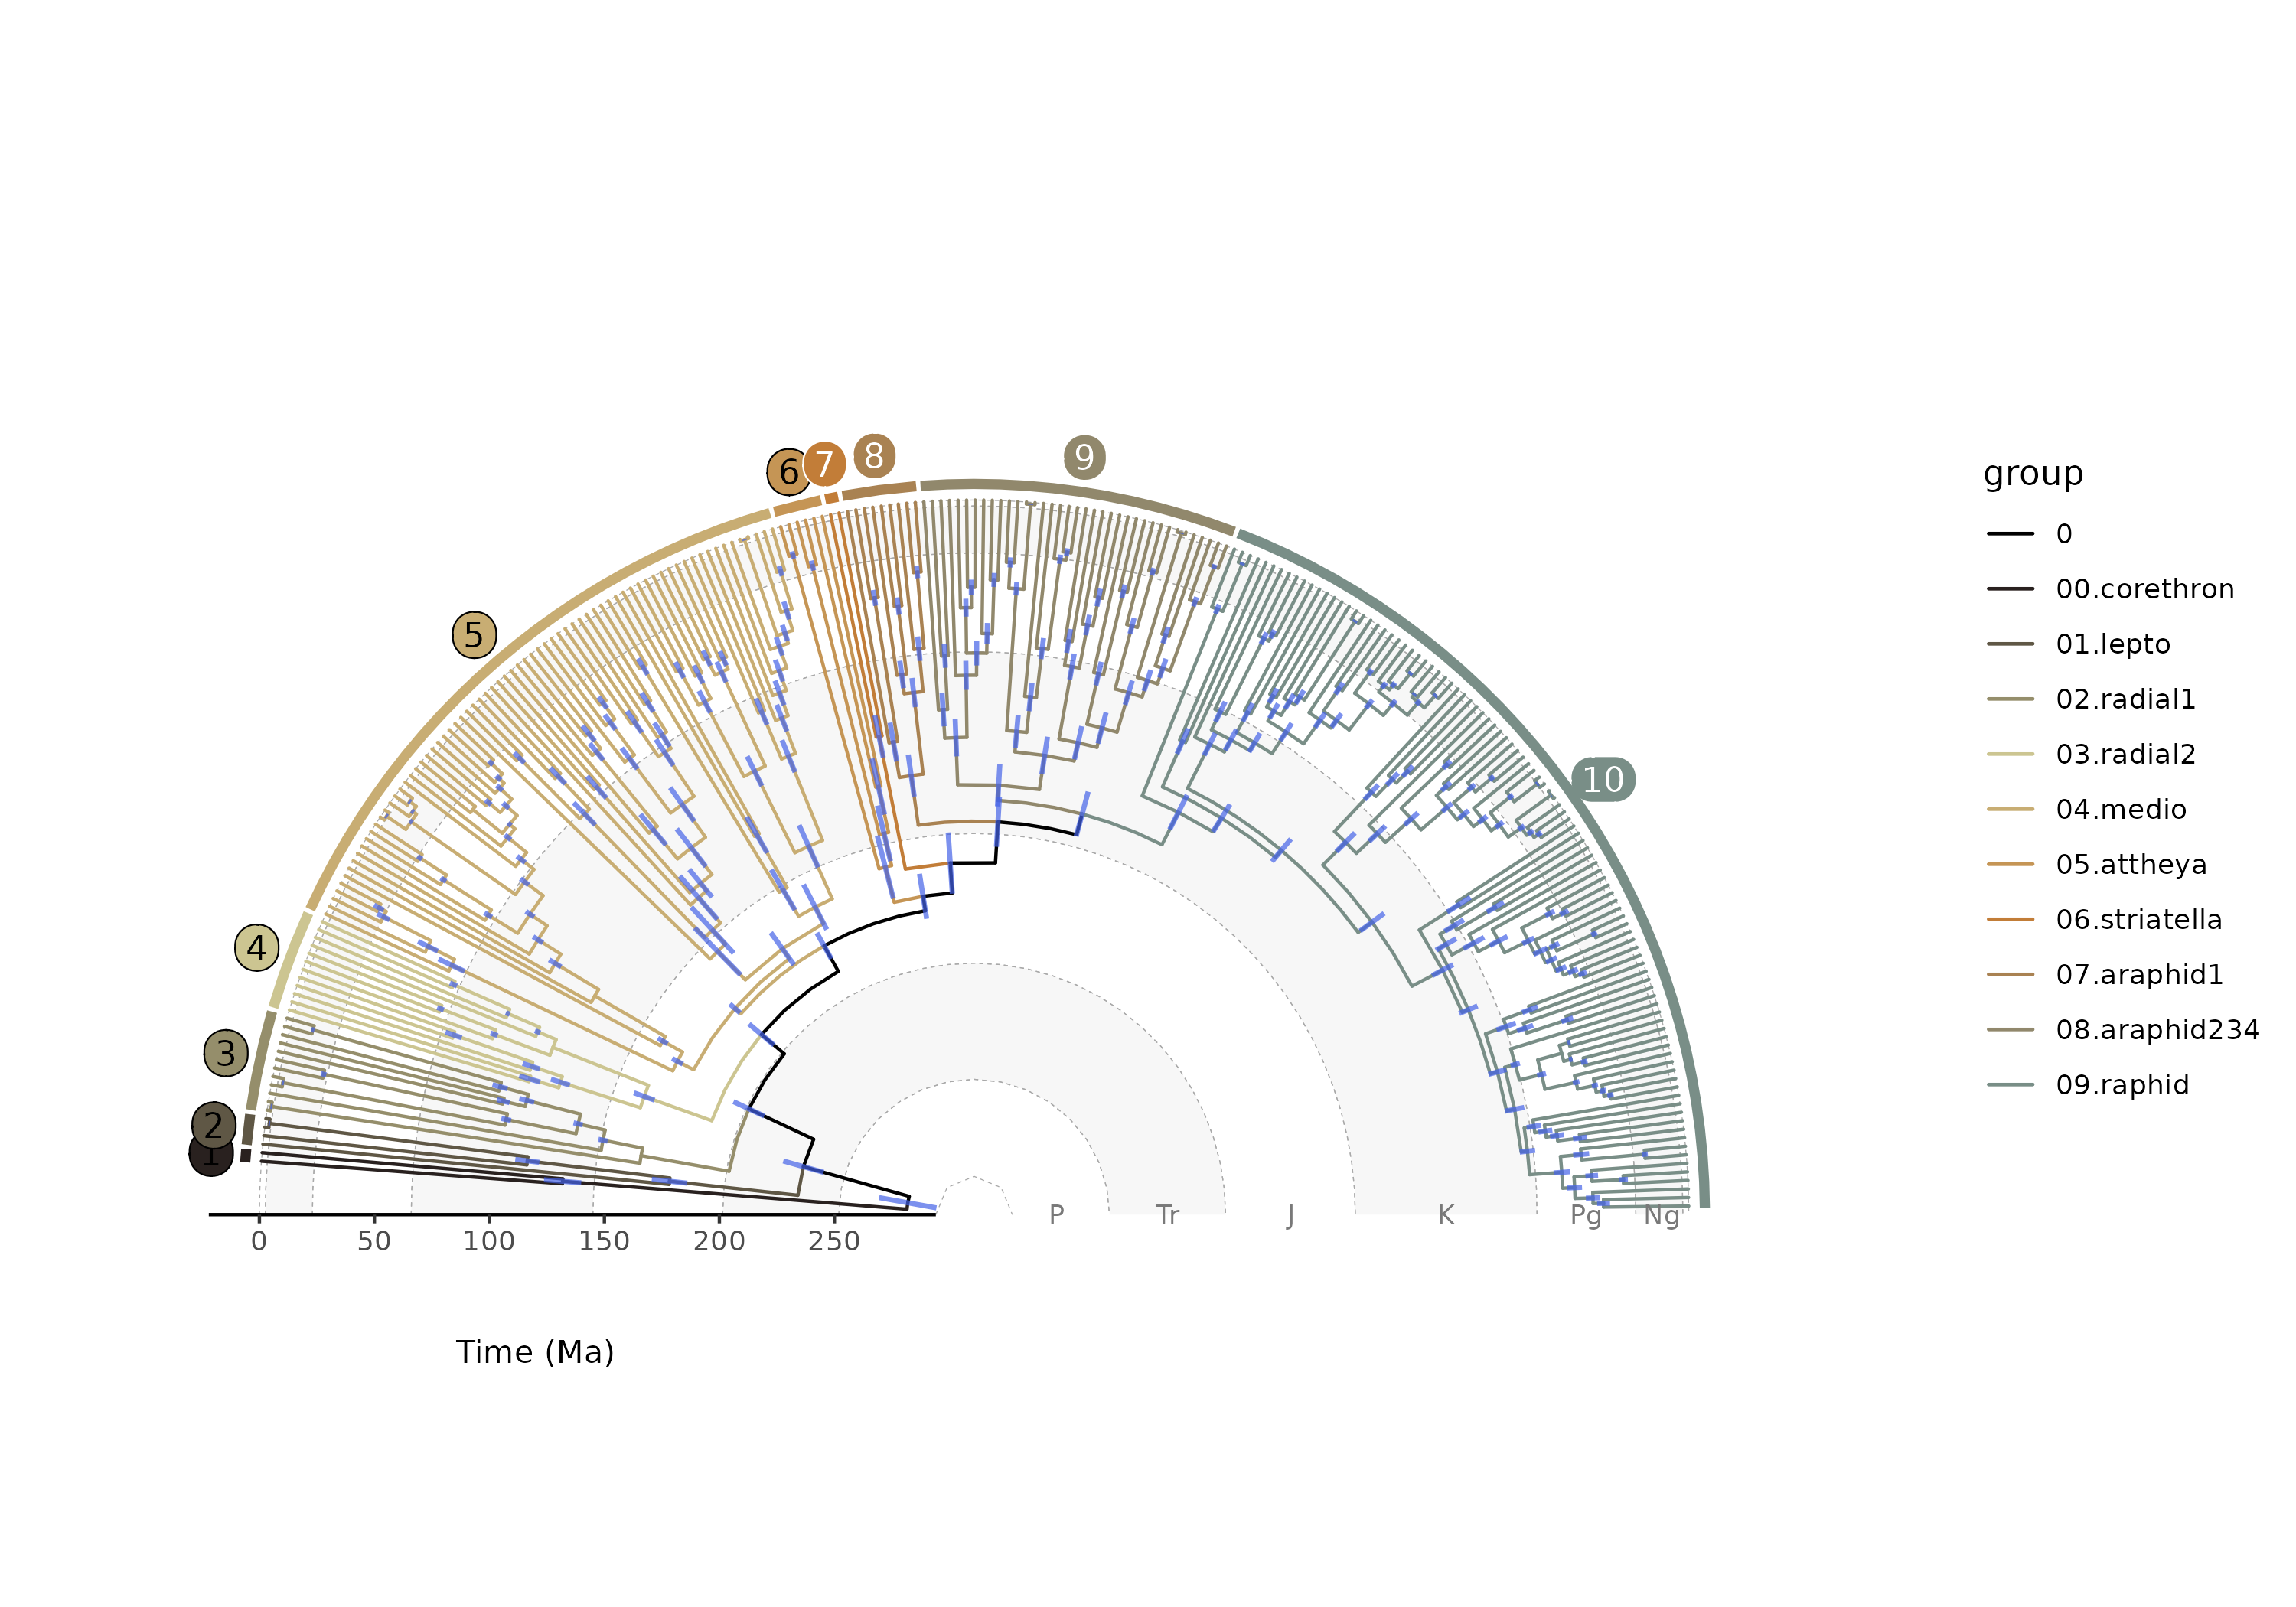 6 7 8 9
5
10
4
3
2
1
P Tr J K Pg Ng
0 50 100 150 200 250
Time (Ma)
group
0
00.corethron
01.lepto
02.radial1
03.radial2
04.medio
05.attheya
06.striatella
07.araphid1
08.araphid234
09.raphid